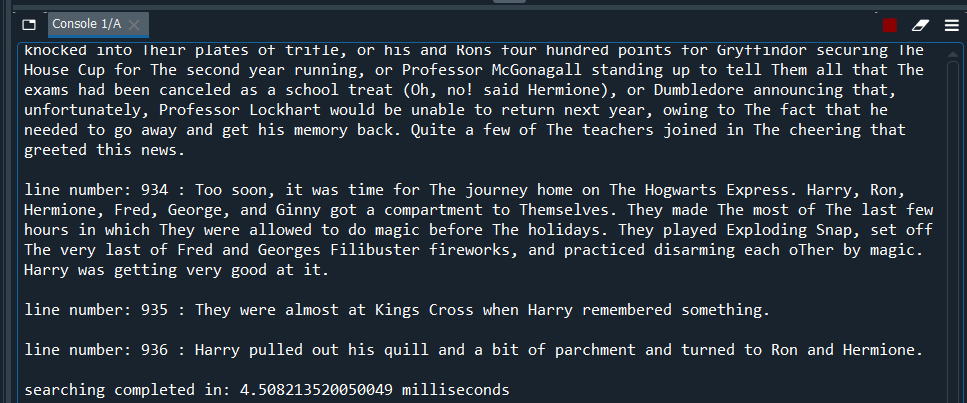 Console 1/A
knocked into Their plates of trifle, or his and Rons four hundred points for Gryffindor securing The
House Cup for The second year running, or Professor McGonagall standing up to tell Them all that The
exams had been canceled as a school treat (Oh, no! said Hermione), or Dumbledore announcing that,
unfortunately, Professor Lockhart would be unable to return next year, owing to The fact that he
needed to go away and get his memory back. Quite a few of The teachers joined in The cheering that
greeted this news.
line number: 934 : Too soon, it was time for The journey home on The Hogwarts Express. Harry, Ron,
Hermione, Fred, George, and Ginny got a compartment to Themselves. They made The most of The last few
hours in which They were allowed to do magic before The holidays. They played Exploding Snap, set off
The very last of Fred and Georges Filibuster fireworks, and practiced disarming each oTher by magic.
Harry was getting very good at it.
line number: 935 : They were almost at Kings Cross when Harry remembered something.
line number: 936 : Harry pulled out his quill and a bit of parchment and turned to Ron and Hermione.
searching completed in: 4.508213520050049 milliseconds